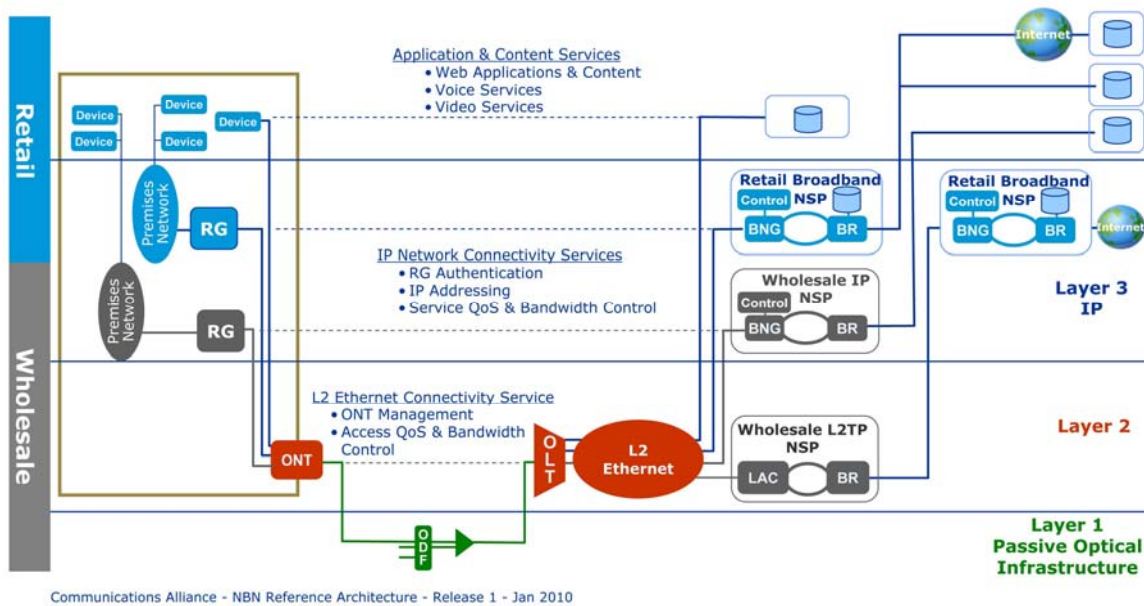 Retail
Wholesale
Application & Content Services
• Web Applications & Content
• Voice Services
• Video Services
Internet
Device
Device
Device
Device
Device
Premises
Network
RG
Retail Broadband
NSP
Control
BNG
BR
Retail Broadband
NSP
Control
BNG
BR
Internet
IP Network Connectivity Services
• RG Authentication
• IP Addressing
• Service QoS & Bandwidth Control
Premises
Network
RG
Wholesale IP
NSP
Control
BNG
BR
Layer 3
IP
L2 Ethernet Connectivity Service
• ONT Management
• Access QoS & Bandwidth
Control
ONT
OLT
L2
Ethernet
Wholesale L2TP
NSP
LAC
BR
Layer 2
ODF
Layer 1
Passive Optical
Infrastructure
Communications Alliance - NBN Reference Architecture - Release 1 - Jan 2010